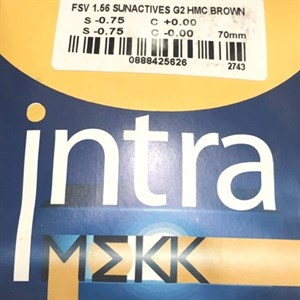 FSV 1.56 SUNACTIVES G2 HMC BROWN
S -0.75 C +0.00
S -0.75 C -0.00 70mm
0888425626 2743
intra
MEKK